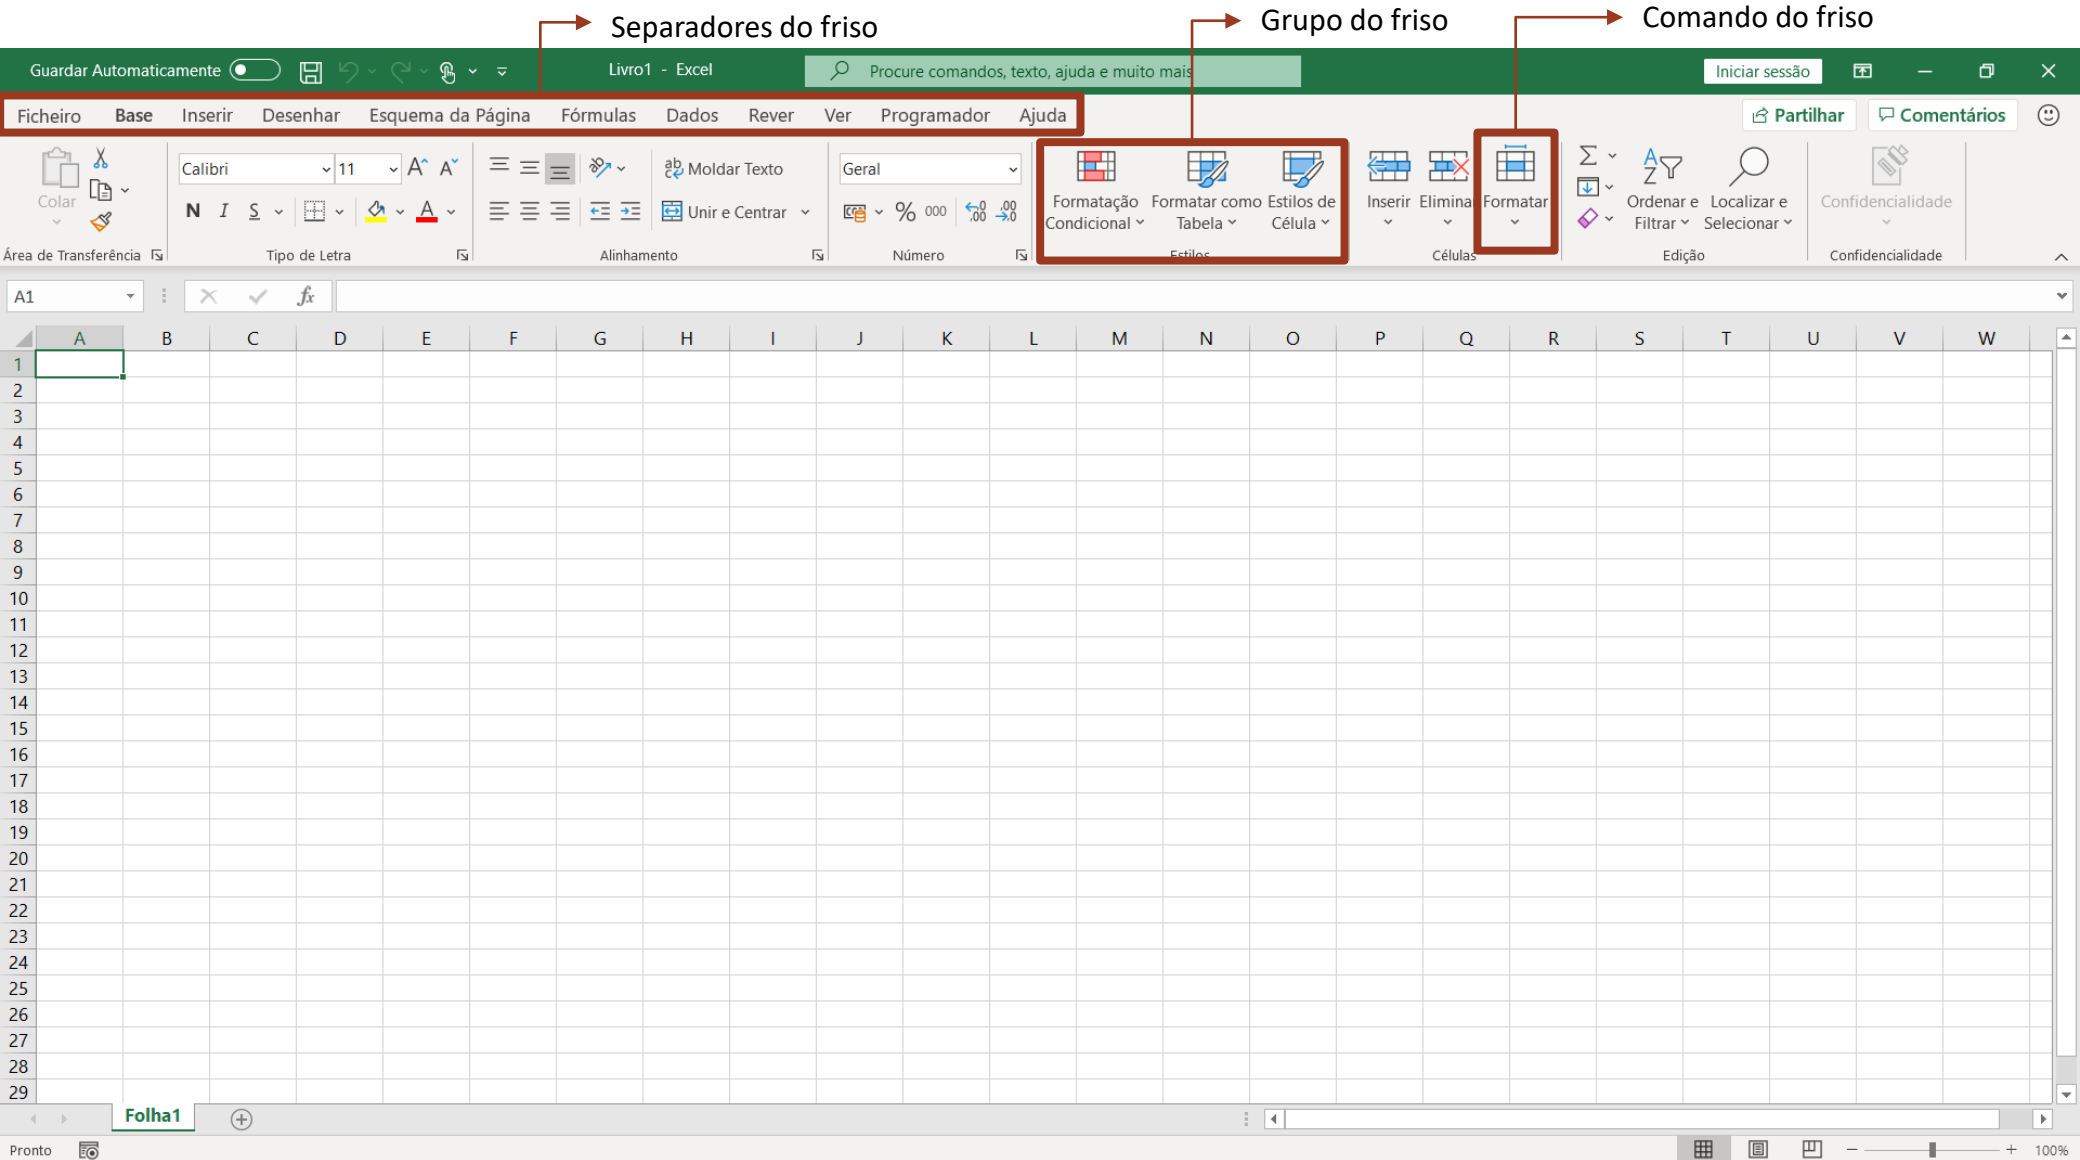 Separadores do friso
Grupo do friso
Comando do friso
Guardar Automaticamente
Livro1 - Excel
Procure comandos, texto, ajuda e muito mais
Iniciar sessão
Ficheiro Base Inserir Desenhar Esquema da Página Fórmulas Dados Rever Ver Programador Ajuda
Partilhar
Comentários
Colar
Área de Transferência
Calibri 11 A A
N I S A
Tipo de Letra
ab Moldar Texto
Unir e Centrar
Alinhamento
Geral
% 000 ,00 ,00
Número
Formatação Condicional
Formatar como Tabela
Estilos de Célula
Estilos
Inserir Elimina Formatar
Células
Ordenar e Filtrar
Localizar e Selecionar
Edição
Confidencialidade
Confidencialidade
A1 fx
A B C D E F G H I J K L M N O P Q R S T U V W
1
2
3
4
5
6
7
8
9
10
11
12
13
14
15
16
17
18
19
20
21
22
23
24
25
26
27
28
29
Folha1
Pronto
100%